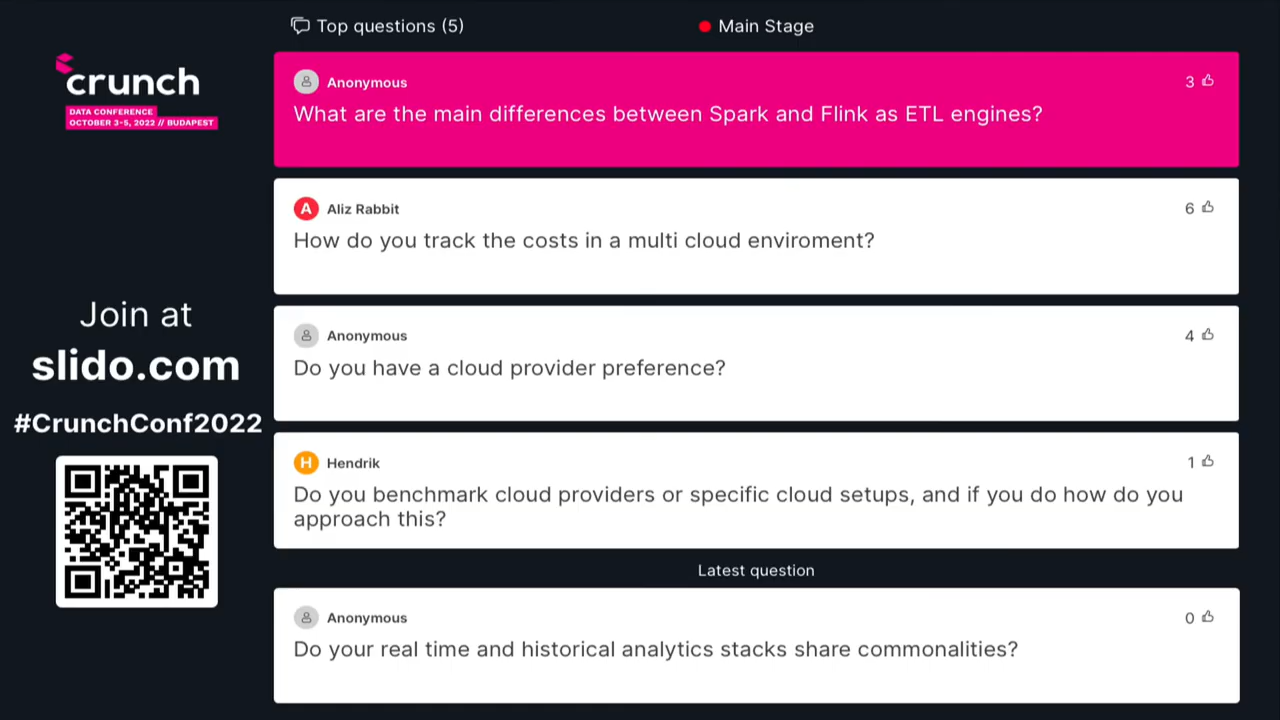 Top questions (5)
Main Stage
crunch
DATA CONFERENCE
OCTOBER 3-5, 2022 // BUDAPEST
Anonymous
3
What are the main differences between Spark and Flink as ETL engines?
A
Aliz Rabbit
6
How do you track the costs in a multi cloud enviroment?
Anonymous
4
Do you have a cloud provider preference?
H
Hendrik
1
Do you benchmark cloud providers or specific cloud setups, and if you do how do you
approach this?
Latest question
Anonymous
0
Do your real time and historical analytics stacks share commonalities?
Join at
slido.com
#CrunchConf2022